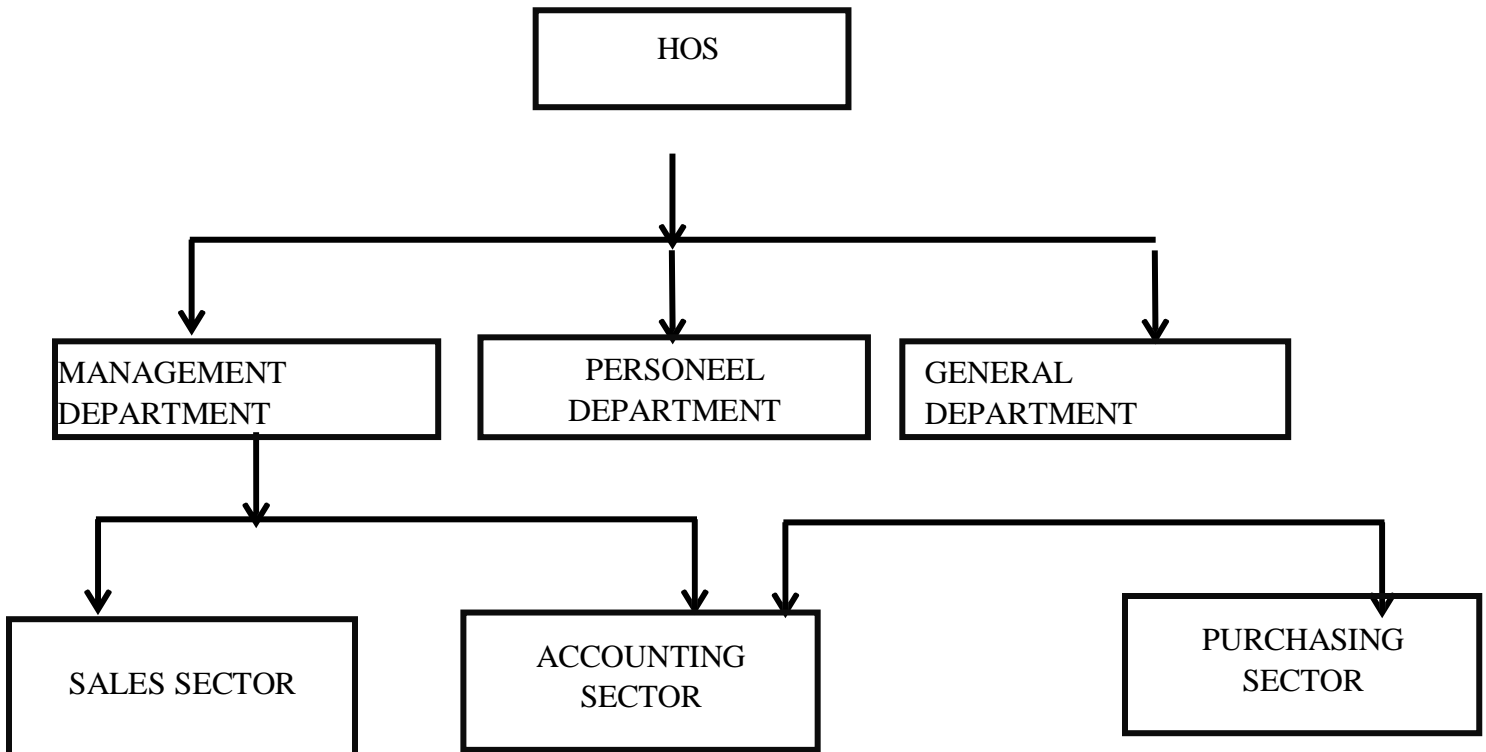 HOS
MANAGEMENT
DEPARTMENT
PERSONEEL
DEPARTMENT
GENERAL
DEPARTMENT
SALES SECTOR
ACCOUNTING
SECTOR
PURCHASING
SECTOR